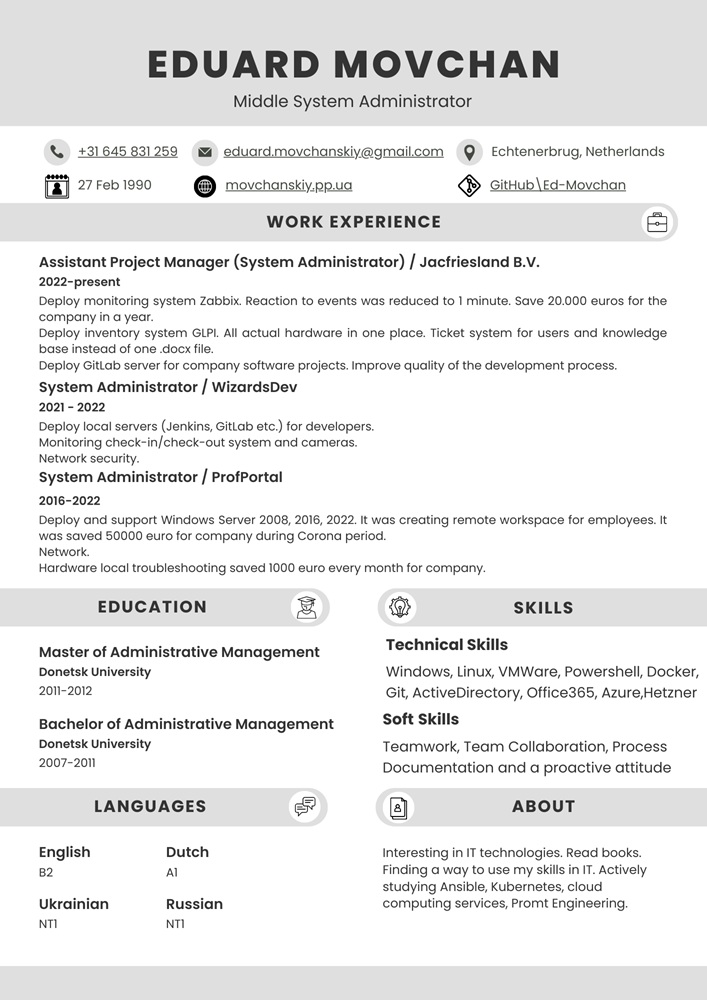 EDUARD MOVCHAN
Middle System Administrator
+31 645 831 259
eduard.movchanskiy@gmail.com
Echtenerbrug, Netherlands
27 Feb 1990
movchanskiy.pp.ua
GitHub\Ed-Movchan
WORK EXPERIENCE
Assistant Project Manager (System Administrator) / Jacfriesland B.V.
2022-present
Deploy monitoring system Zabbix. Reaction to events was reduced to 1 minute. Save 20.000 euros for the
company in a year.
Deploy inventory system GLPI. All actual hardware in one place. Ticket system for users and knowledge
base instead of one .docx file.
Deploy GitLab server for company software projects. Improve quality of the development process.
System Administrator / WizardsDev
2021 - 2022
Deploy local servers (Jenkins, GitLab etc.) for developers.
Monitoring check-in/check-out system and cameras.
Network security.
System Administrator / ProfPortal
2016-2022
Deploy and support Windows Server 2008, 2016, 2022. It was creating remote workspace for employees. It
was saved 50000 euro for company during Corona period.
Network.
Hardware local troubleshooting saved 1000 euro every month for company.
EDUCATION
Master of Administrative Management
Donetsk University
2011-2012
Bachelor of Administrative Management
Donetsk University
2007-2011
SKILLS
Technical Skills
Windows, Linux, VMWare, Powershell, Docker,
Git, ActiveDirectory, Office365, Azure,Hetzner
Soft Skills
Teamwork, Team Collaboration, Process
Documentation and a proactive attitude
LANGUAGES
English
B2
Dutch
A1
Ukrainian
NT1
Russian
NT1
ABOUT
Interesting in IT technologies. Read books.
Finding a way to use my skills in IT. Actively
studying Ansible, Kubernetes, cloud
computing services, Promt Engineering.